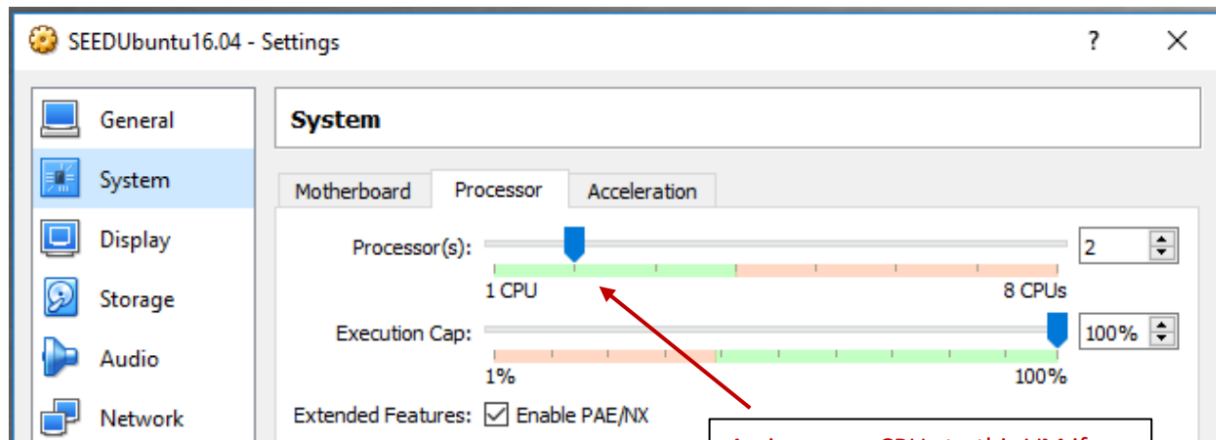 SEEDUbuntu16.04 - Settings ?
General
System
System
Motherboard Processor Acceleration
Display
Processor(s): 2
1 CPU 8 CPUs
Storage
Execution Cap: 100%
1% 100%
Audio
Extended Features: Enable PAE/NX
Network